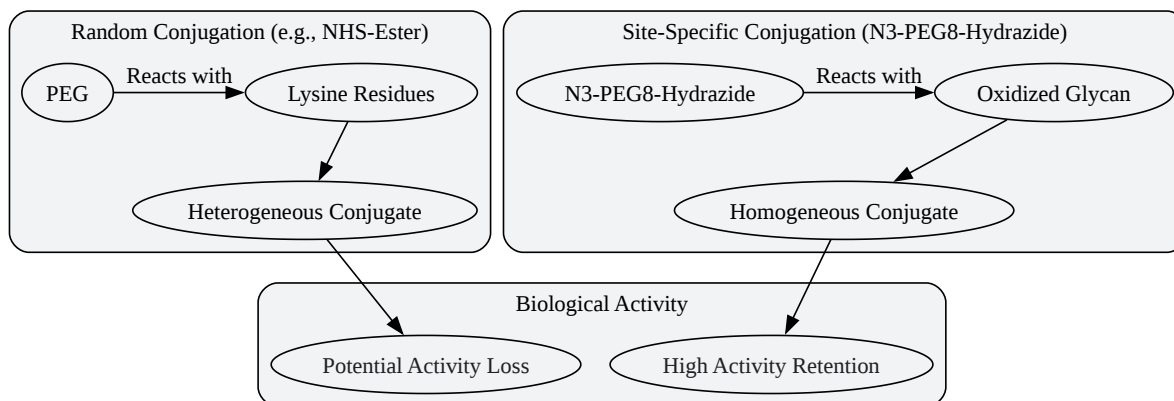 Random Conjugation (e.g., NHS-Ester)
PEG
Reacts with
Lysine Residues
Heterogeneous Conjugate
Site-Specific Conjugation (N3-PEG8-Hydrazide)
N3-PEG8-Hydrazide
Reacts with
Oxidized Glycan
Homogeneous Conjugate
Biological Activity
Potential Activity Loss
High Activity Retention